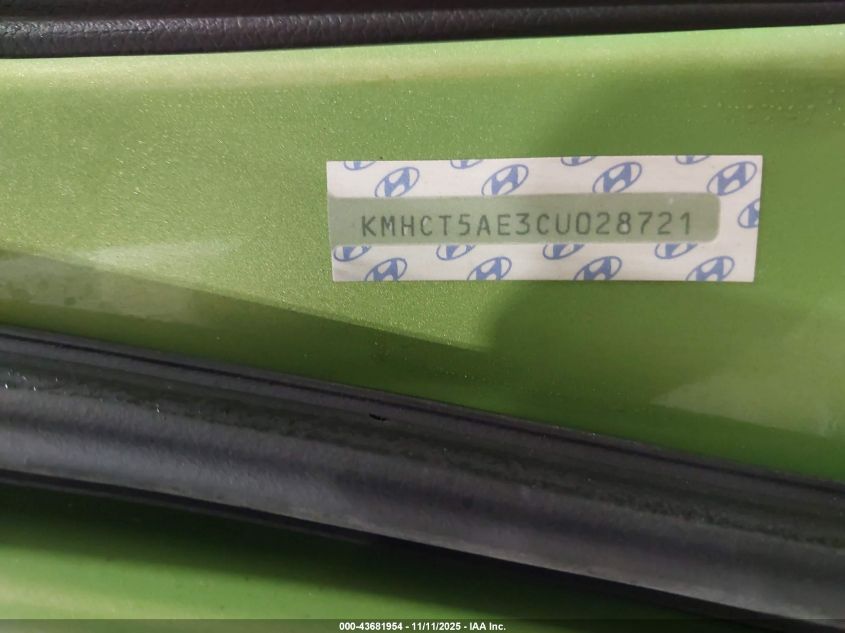 KMHCT5AE3CU028721
000-43681954 - 11/11/2025 - IAA Inc.